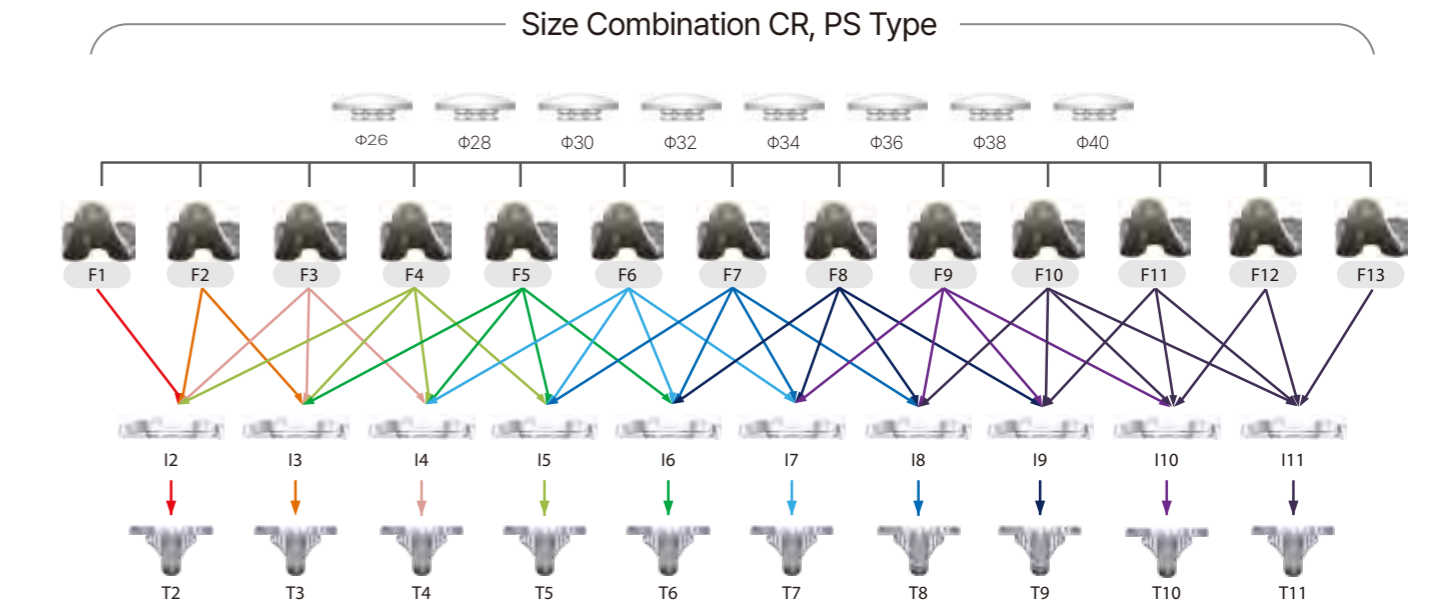 Size Combination CR, PS Type
Φ26 Φ28 Φ30 Φ32 Φ34 Φ36 Φ38 Φ40
F1 F2 F3 F4 F5 F6 F7 F8 F9 F10 F11 F12 F13
I2 I3 I4 I5 I6 I7 I8 I9 I10 I11
T2 T3 T4 T5 T6 T7 T8 T9 T10 T11